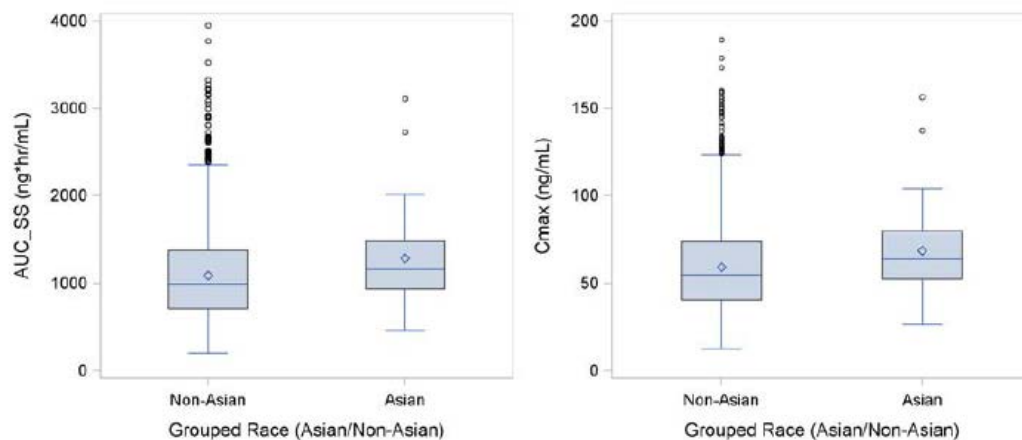 4000
3000
2000
1000
0
AUC_SS (ng*hr/mL)
Non-Asian
Asian
Grouped Race (Asian/Non-Asian)
200
150
100
50
0
Cmax (ng/mL)
Non-Asian
Asian
Grouped Race (Asian/Non-Asian)